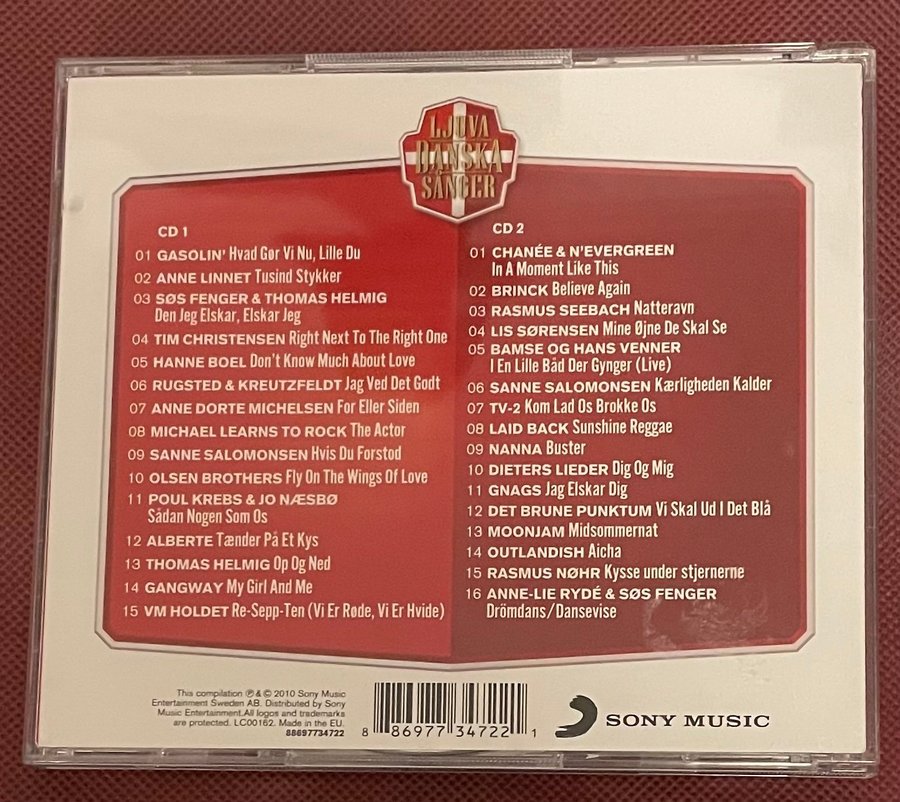 LJUVA
DANSKA
SÅNGER
CD 1
01 GASOLIN' Hvad Gør Vi Nu, Lille Du
02 ANNE LINNET Tusind Stykker
03 SØS FENGER & THOMAS HELMIG
Den Jeg Elskar, Elskar Jeg
04 TIM CHRISTENSEN Right Next To The Right One
05 HANNE BOEL Don't Know Much About Love
06 RUGSTED & KREUTZFELDT Jag Ved Det Godt
07 ANNE DORTE MICHELSEN For Eller Siden
08 MICHAEL LEARNS TO ROCK The Actor
09 SANNE SALOMONSEN Hvis Du Forstod
10 OLSEN BROTHERS Fly On The Wings Of Love
11 POUL KREBS & JO NÆSBØ
Sådan Nogen Som Os
12 ALBERTE Tænder På Et Kys
13 THOMAS HELMIG Op Og Ned
14 GANGWAY My Girl And Me
15 VM HOLDET Re-Sepp-Ten (Vi Er Røde, Vi Er Hvide)
CD 2
01 CHANÉE & N'EVERGREEN
In A Moment Like This
02 BRINCK Believe Again
03 RASMUS SEEBACH Natteravn
04 LIS SØRENSEN Mine Øjne De Skal Se
05 BAMSE OG HANS VENNER
I En Lille Båd Der Gynger (Live)
06 SANNE SALOMONSEN Kærligheden Kalder
07 TV-2 Kom Lad Os Brokke Os
08 LAID BACK Sunshine Reggae
09 NANNA Buster
10 DIETERS LIEDER Dig Og Mig
11 GNAGS Jag Elskar Dig
12 DET BRUNE PUNKTUM Vi Skal Ud I Det Blå
13 MOONJAM Midsommernat
14 OUTLANDISH Aicha
15 RASMUS NØHR Kysse under stjernerne
16 ANNE-LIE RYDÉ & SØS FENGER
Drömdans/Dansevise
This compilation ℗ & © 2010 Sony Music
Entertainment Sweden AB. Distributed by Sony
Music Entertainment.All logos and trademarks
are protected. LC00162. Made in the EU.
88697734722
8 86977 34722 1
SONY MUSIC